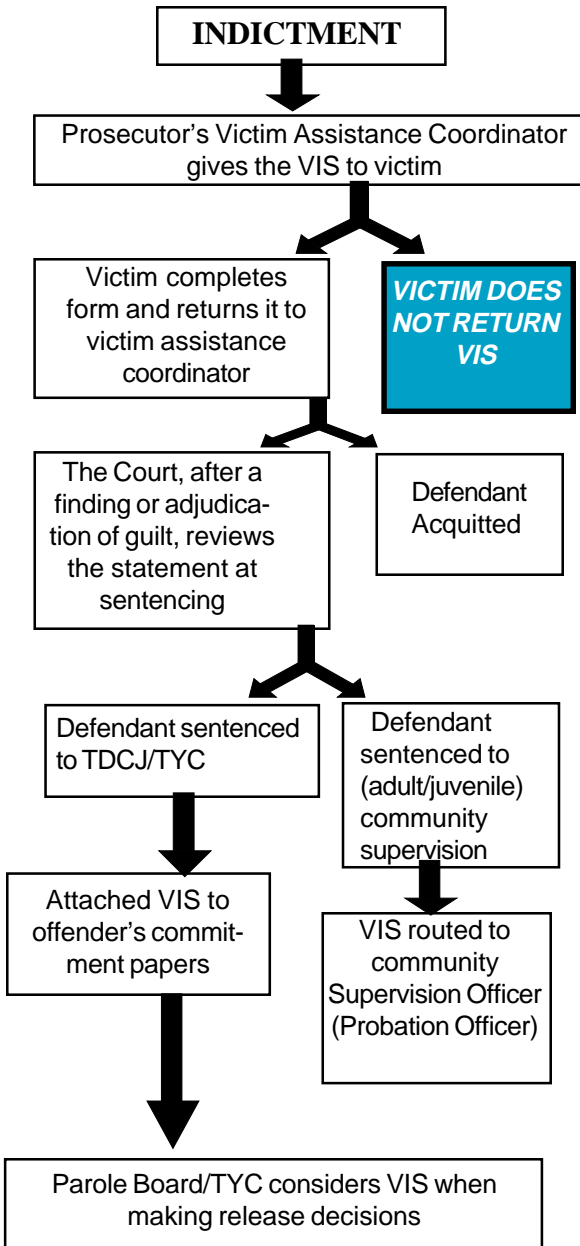 INDICTMENT
Prosecutor's Victim Assistance Coordinator
gives the VIS to victim
Victim completes
form and returns it to
victim assistance
coordinator
VICTIM DOES
NOT RETURN
VIS
The Court, after a
finding or adjudica-
tion of guilt, reviews
the statement at
sentencing
Defendant
Acquitted
Defendant sentenced
to TDCJ/TYC
Defendant
sentenced to
(adult/juvenile)
community
supervision
Attached VIS to
offender's commit-
ment papers
VIS routed to
community
Supervision Officer
(Probation Officer)
Parole Board/TYC considers VIS when
making release decisions